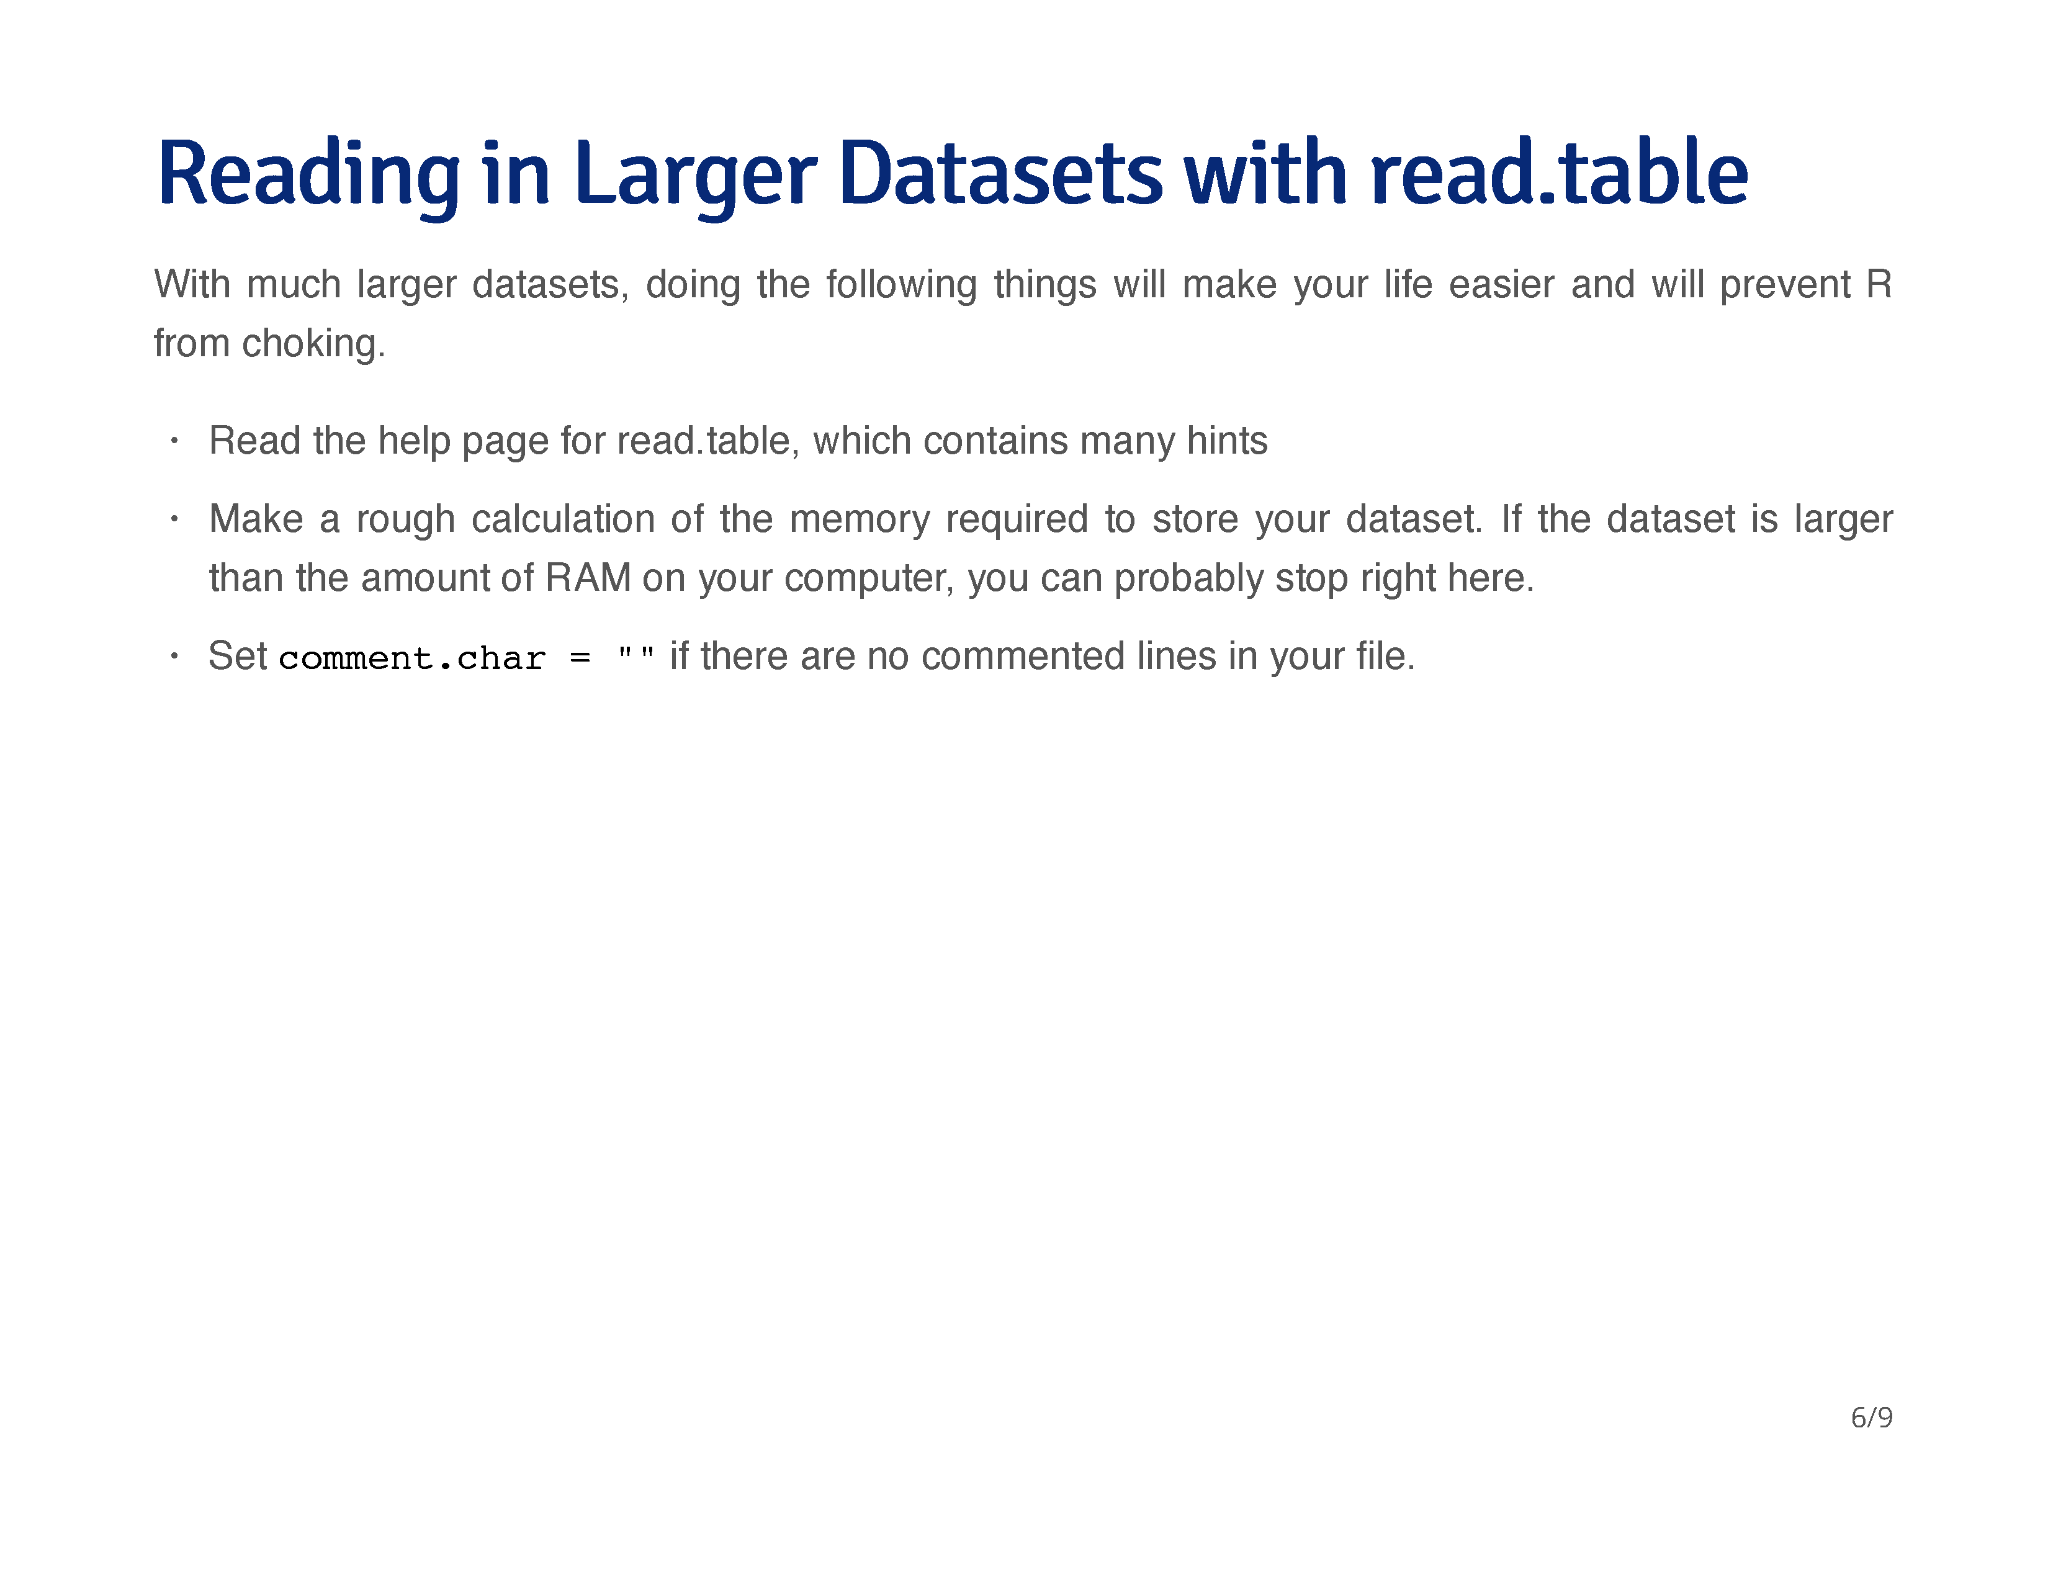 Reading in Larger Datasets with read.table
With much larger datasets, doing the following things will make your life easier and will prevent R
from choking.
· Read the help page for read.table, which contains many hints
· Make a rough calculation of the memory required to store your dataset. If the dataset is larger
than the amount of RAM on your computer, you can probably stop right here.
· Set comment.char = "" if there are no commented lines in your file.
6/9